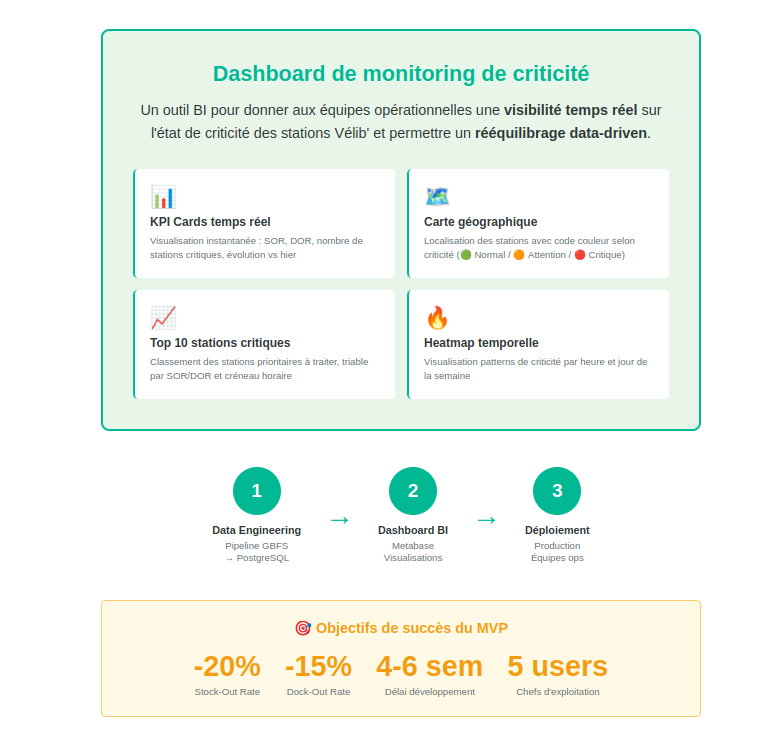 Dashboard de monitoring de criticité
Un outil BI pour donner aux équipes opérationnelles une visibilité temps réel sur
l'état de criticité des stations Vélib' et permettre un rééquilibrage data-driven.
KPI Cards temps réel
Visualisation instantanée : SOR, DOR, nombre de
stations critiques, évolution vs hier
Carte géographique
Localisation des stations avec code couleur selon
criticité (🟢 Normal / 🟠 Attention / 🔴 Critique)
Top 10 stations critiques
Classement des stations prioritaires à traiter, triable
par SOR/DOR et créneau horaire
Heatmap temporelle
Visualisation patterns de criticité par heure et jour de
la semaine
1
Data Engineering
Pipeline GBFS
→ PostgreSQL
→
2
Dashboard BI
Metabase
Visualisations
→
3
Déploiement
Production
Équipes ops
🎯 Objectifs de succès du MVP
-20%
Stock-Out Rate
-15%
Dock-Out Rate
4-6 sem
Délai développement
5 users
Chefs d'exploitation